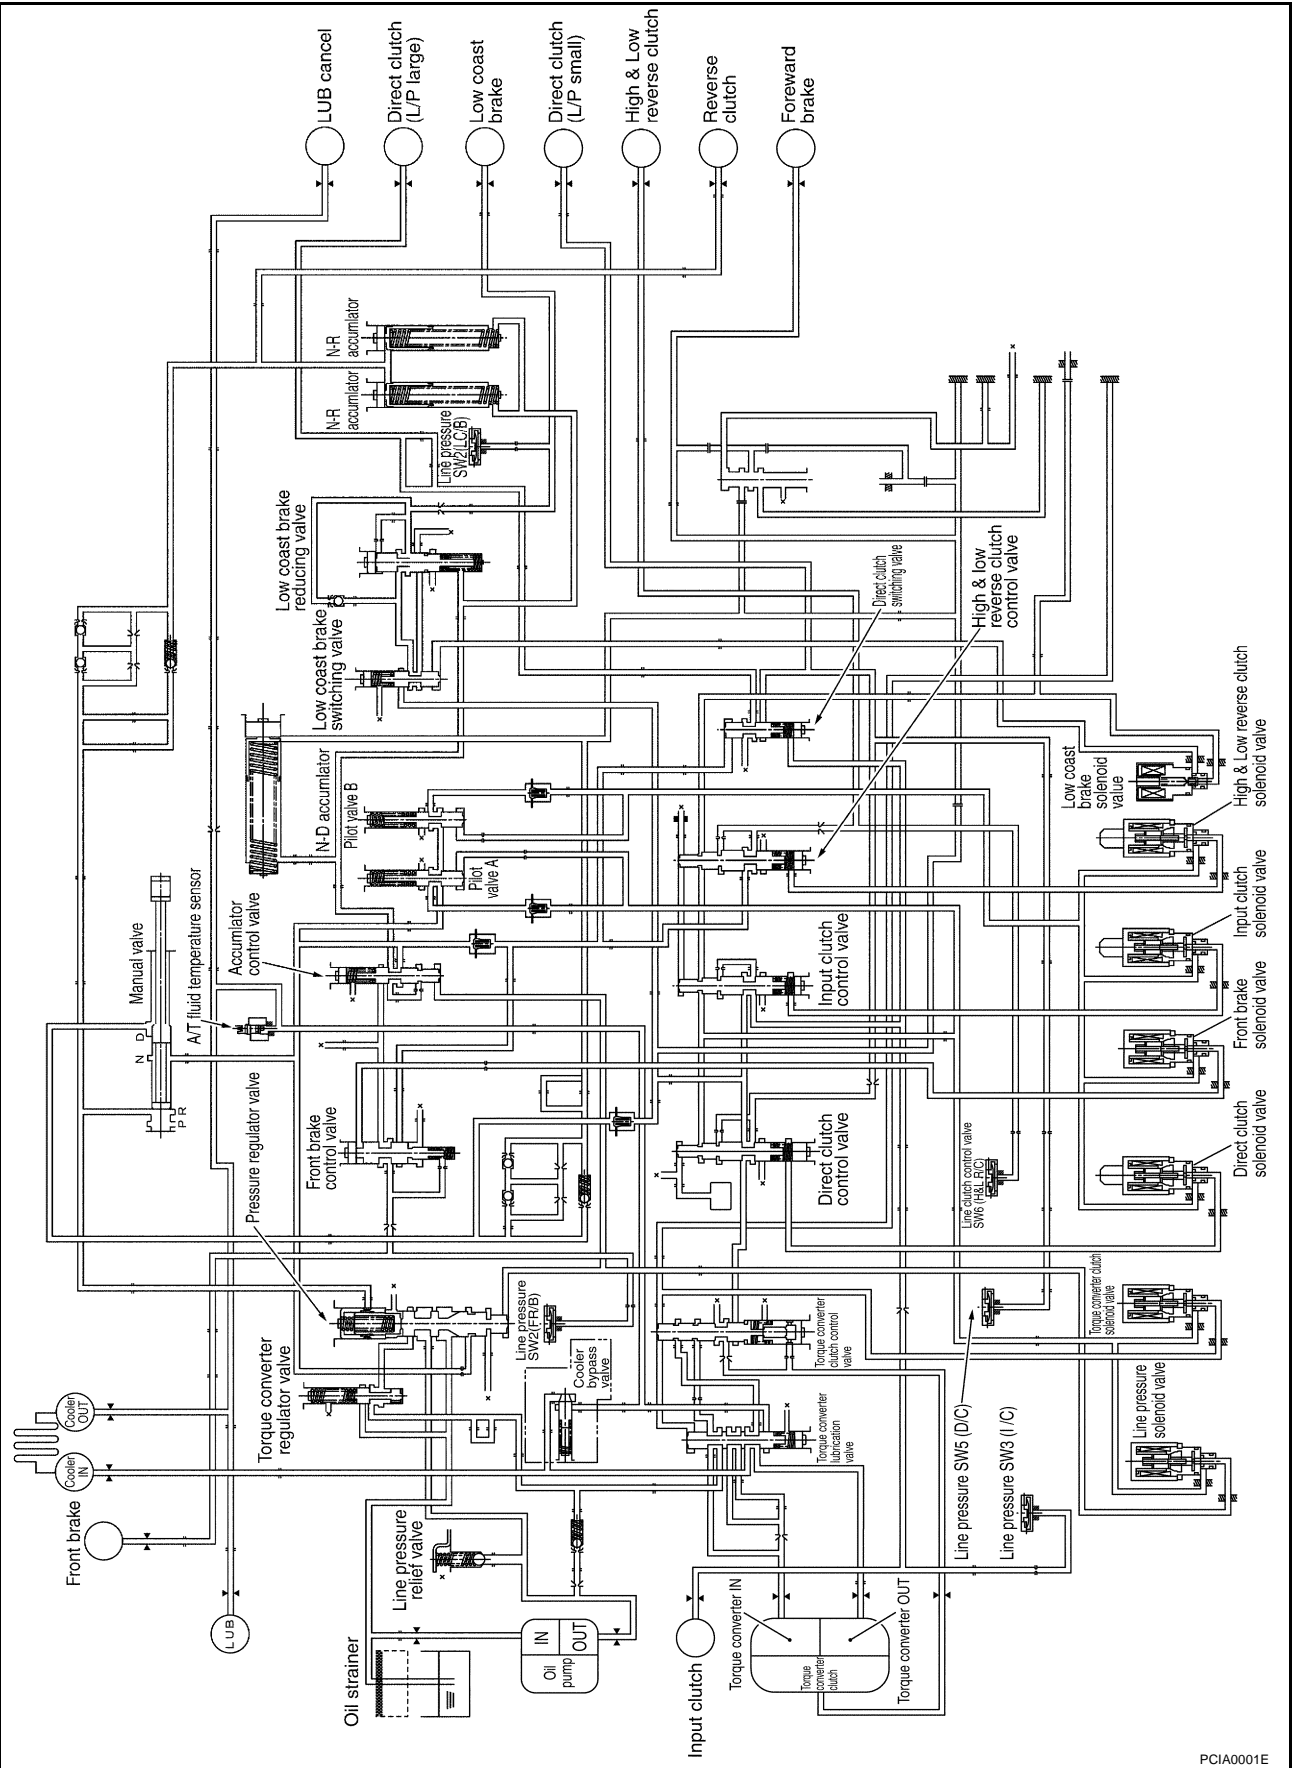 LUB cancel
Direct clutch
(L/P large)
Low coast
brake
Direct clutch
(L/P small)
High & Low
reverse clutch
Reverse
clutch
Foreward
brake
N-R
accumlator
N-R
accumlator
Line pressure
SW2(LC/B)
Low coast brake
reducing valve
Low coast brake
switching valve
Direct clutch
switching valve
High & low
reverse clutch
control valve
N-D accumlator
Pilot valve B
Pilot
valve A
Low coast
brake
solenoid
value
High & Low reverse clutch
solenoid valve
Manual valve
A/T fluid temperature sensor
Accumlator
control valve
Input clutch
control valve
Input clutch
solenoid valve
Front brake
solenoid valve
P R N D
Pressure regulator valve
Front brake
control valve
Direct clutch
control valve
Line clutch control valve
SW6 (H&L R/C)
Direct clutch
solenoid valve
Torque converter
regulator valve
Line pressure
SW2(FR/B)
Cooler
bypass
valve
Torque converter
clutch control
valve
Torque converter clutch
solenoid valve
Torque converter
lubrication
valve
Line pressure SW5 (D/C)
Line pressure SW3 (I /C)
Line pressure
solenoid valve
Cooler
OUT
Cooler
IN
Front brake
LUB
Line pressure
relief valve
Oil strainer
IN
OUT
Oil
pump
Input clutch
Torque converter IN
Torque
converter
clutch
Torque converter OUT
PCIA0001E